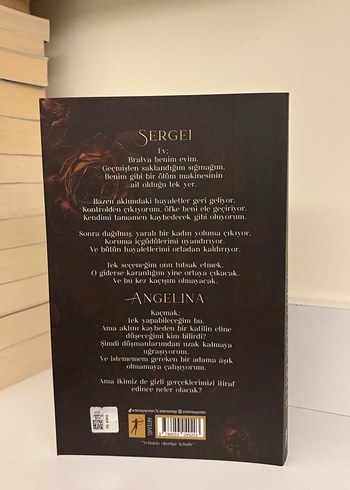 SERGEI
Ev;
Bratva benim evim.
Geçmişten saklandığım sığınağım.
Benim gibi bir ölüm makinesinin
ait olduğu tek yer.
Bazen aklımdaki hayaletler geri geliyor.
Kontrolden çıkıyorum, öfke beni ele geçiriyor.
Kendimi tamamen kaybedecek gibi oluyorum.
Sonra dağılmış, yaralı bir kadın yoluma çıkıyor.
Koruma içgüdülerimi uyandırıyor.
Ve bütün hayaletlerimi ortadan kaldırıyor.
Tek seçeneğim onu tutsak etmek.
O giderse karanlığım yine ortaya çıkacak.
Ve bu kez kaçışım olmayacak.
ANGELINA
Kaçmak;
Tek yapabileceğim bu.
Ama aklını kaybeden bir katilin eline
düşeceğimi kim bilirdi?
Şimdi düşmanlarımdan uzak kalmaya
uğraşıyorum.
Ve istememem gereken bir adama âşık
olmamaya çalışıyorum.
Ama ikimiz de gizli gerçeklerimizi itiraf
edince neler olacak?
ARTEMİS